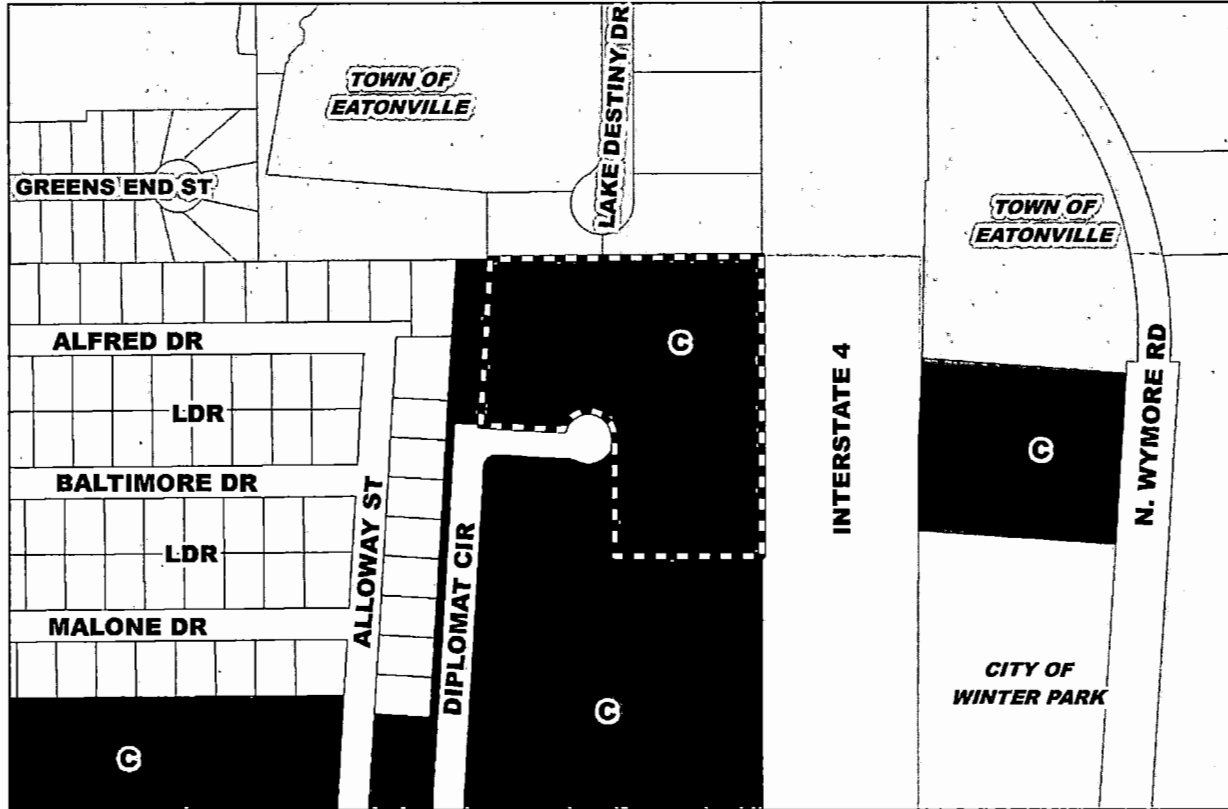 TOWN OF
EATONVILLE
LAKE DESTINY DR
GREENS END ST
TOWN OF
EATONVILLE
ALFRED DR
C
LDR
INTERSTATE 4
C
N. WYMORE RD
BALTIMORE DR
LDR
ALLOWAY ST
DIPLOMAT CIR
MALONE DR
CITY OF
WINTER PARK
C
C